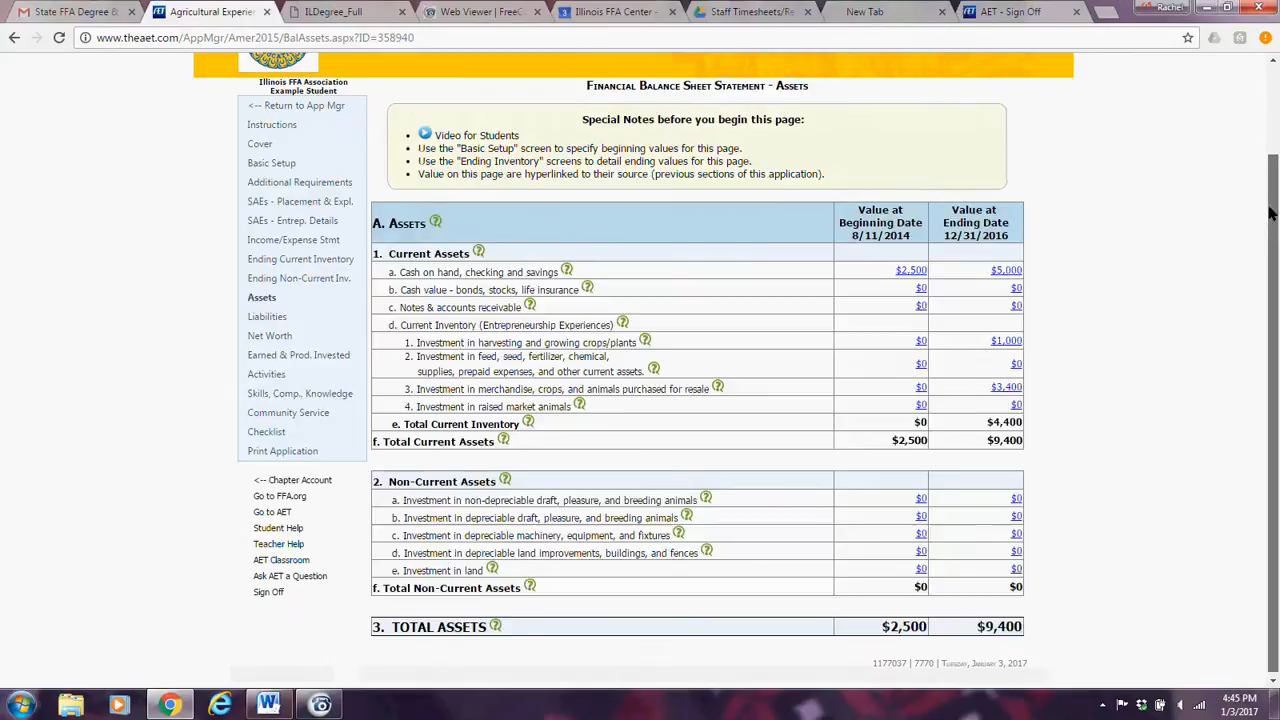 State FFA Degree & 
Agricultural Experie
ILDegree_Full
Web Viewer | FreeC
Illinois FFA Center -
Staff Timesheets/Re
New Tab
AET - Sign Off
Rachel
www.theaet.com/AppMgr/Amer2015/BalAssets.aspx?ID=358940
Illinois FFA Association
Example Student
<-- Return to App Mgr
Instructions
Cover
Basic Setup
Additional Requirements
SAEs - Placement & Expl.
SAEs - Entrep. Details
Income/Expense Stmt
Ending Current Inventory
Ending Non-Current Inv.
Assets
Liabilities
Net Worth
Earned & Prod. Invested
Activities
Skills, Comp., Knowledge
Community Service
Checklist
Print Application
<-- Chapter Account
Go to FFA.org
Go to AET
Student Help
Teacher Help
AET Classroom
Ask AET a Question
Sign Off
Financial Balance Sheet Statement - Assets
Special Notes before you begin this page:
• Video for Students
• Use the "Basic Setup" screen to specify beginning values for this page.
• Use the "Ending Inventory" screens to detail ending values for this page.
• Value on this page are hyperlinked to their source (previous sections of this application).
A. Assets ? Value at Beginning Date 8/11/2014 Value at Ending Date 12/31/2016
1. Current Assets ?
a. Cash on hand, checking and savings ? $2,500 $5,000
b. Cash value - bonds, stocks, life insurance ? $0 $0
c. Notes & accounts receivable ? $0 $0
d. Current Inventory (Entrepreneurship Experiences) ?
1. Investment in harvesting and growing crops/plants ? $0 $1,000
2. Investment in feed, seed, fertilizer, chemical,
supplies, prepaid expenses, and other current assets. ? $0 $0
3. Investment in merchandise, crops, and animals purchased for resale ? $0 $3,400
4. Investment in raised market animals ? $0 $0
e. Total Current Inventory ? $0 $4,400
f. Total Current Assets ? $2,500 $9,400
2. Non-Current Assets ?
a. Investment in non-depreciable draft, pleasure, and breeding animals ? $0 $0
b. Investment in depreciable draft, pleasure, and breeding animals ? $0 $0
c. Investment in depreciable machinery, equipment, and fixtures ? $0 $0
d. Investment in depreciable land improvements, buildings, and fences ? $0 $0
e. Investment in land ? $0 $0
f. Total Non-Current Assets ? $0 $0
3. TOTAL ASSETS ? $2,500 $9,400
1177037 | 7770 | Tuesday, January 3, 2017
4:45 PM
1/3/2017